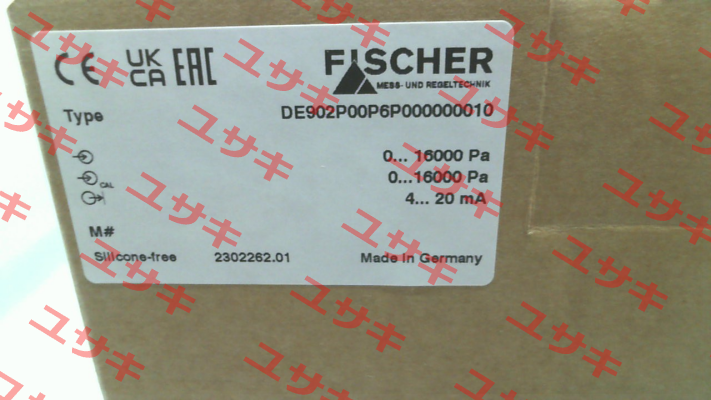 CE UK CA EAC
FISCHER
MESS- UND REGELTECHNIK
Type DE902P00P6P000000010
0... 16000 Pa
CAL 0...16000 Pa
4... 20 mA
M#
Silicone-free 2302262.01 Made in Germany
ユサキ